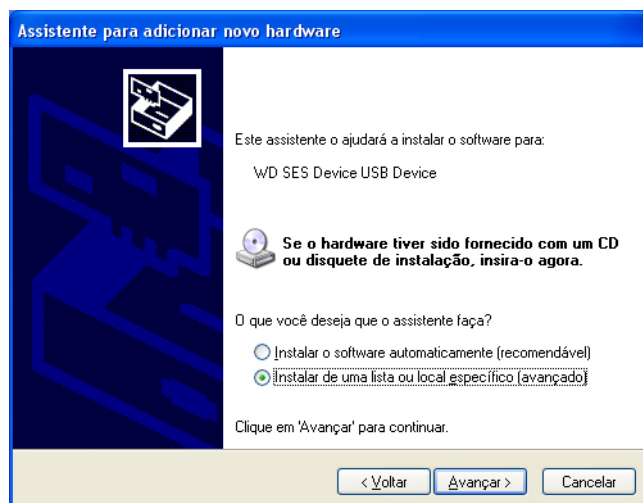 Assistente para adicionar novo hardware
Este assistente o ajudará a instalar o software para:
WD SES Device USB Device
Se o hardware tiver sido fornecido com um CD
ou disquete de instalação, insira-o agora.
O que você deseja que o assistente faça?
Instalar o software automaticamente (recomendável)
Instalar de uma lista ou local específico (avançado)
Clique em 'Avançar' para continuar.
< Voltar
Avançar >
Cancelar